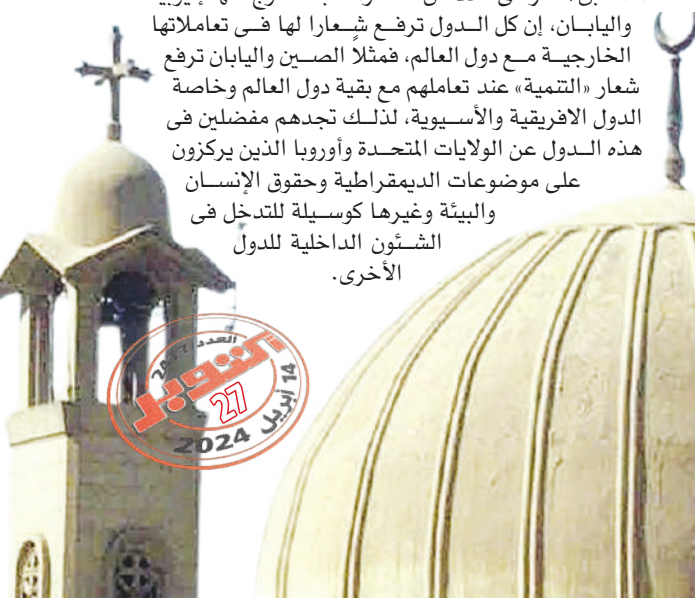 واليابان، إن كل الدول ترفع شعارا لها فى تعاملاتها
الخارجية مع دول العالم، فمثلاً الصين واليابان ترفع
شعار «التنمية» عند تعاملهم مع بقية دول العالم وخاصة
الدول الافريقية والأسيوية، لذلك تجدهم مفضلين فى
هذه الدول عن الولايات المتحدة وأوروبا الذين يركزون
على موضوعات الديمقراطية وحقوق الإنسان
والبيئة وغيرها كوسيلة للتدخل فى
الشئون الداخلية للدول
الأخرى.
العدد
أكتوبر
27
14 أبريل
2024